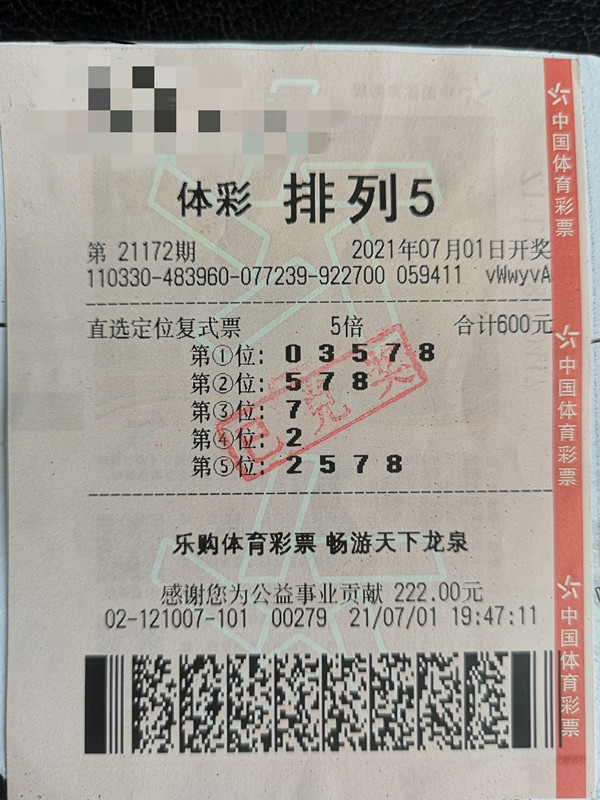 体彩 排列5
第 21172期 2021年07月01日开奖
110330-483960-077239-922700 059411 vWwyvA
直选定位复式票 5倍 合计600元
第①位: 0 3 5 7 8
第②位: 5 7 8
第③位: 7
第④位: 2
第⑤位: 2 5 7 8
已兑奖
乐购体育彩票 畅游天下龙泉
感谢您为公益事业贡献 222.00元
02-121007-101 00279 21/07/01 19:47:11
中国体育彩票
中国体育彩票
中国体育彩票